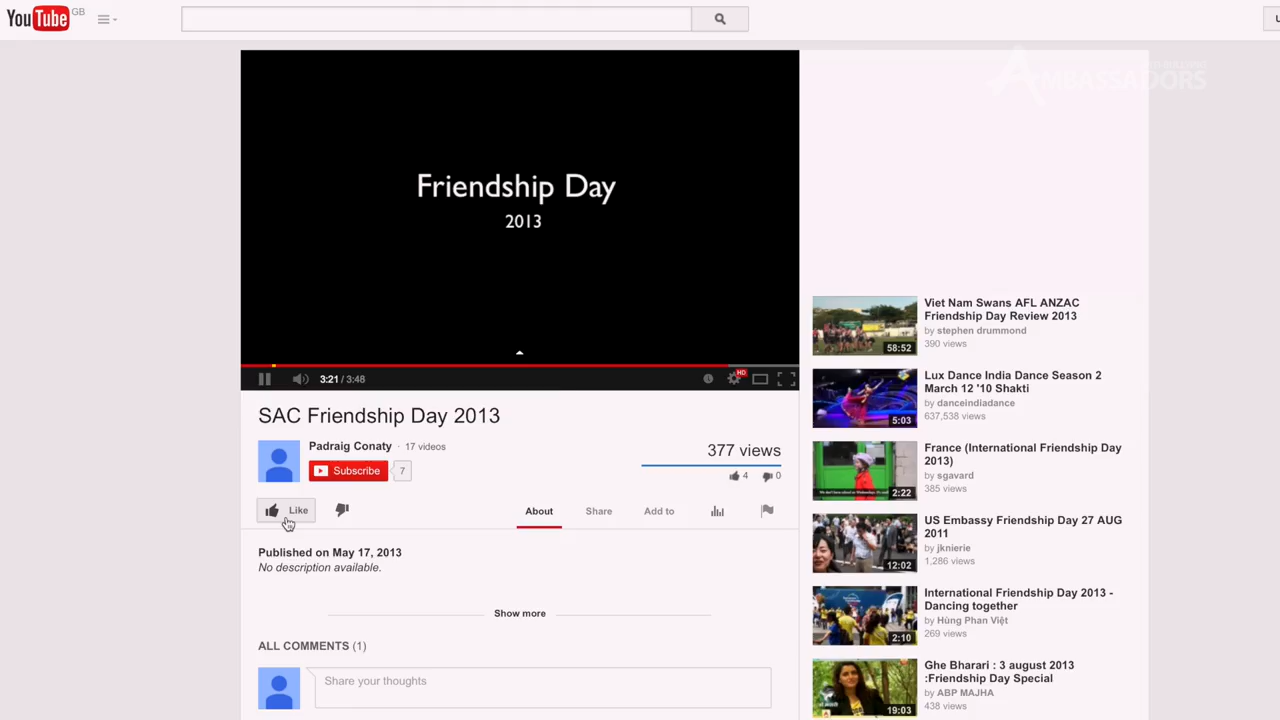 YouTube GB
AMBASSADORS
Friendship Day
2013
3:21 / 3:48
HD
SAC Friendship Day 2013
Padraig Conaty · 17 videos
Subscribe 7
377 views
4 0
Like
About Share Add to
Published on May 17, 2013
No description available.
Show more
ALL COMMENTS (1)
Share your thoughts
58:52
Viet Nam Swans AFL ANZAC
Friendship Day Review 2013
by stephen drummond
390 views
5:03
Lux Dance India Dance Season 2
March 12 '10 Shakti
by danceindiadance
637,538 views
2:22
France (International Friendship Day
2013)
by sgavard
385 views
12:02
US Embassy Friendship Day 27 AUG
2011
by jknierie
1,286 views
2:10
International Friendship Day 2013 -
Dancing together
by Hùng Phan Việt
269 views
19:03
Ghe Bharari : 3 august 2013
:Friendship Day Special
by ABP MAJHA
438 views